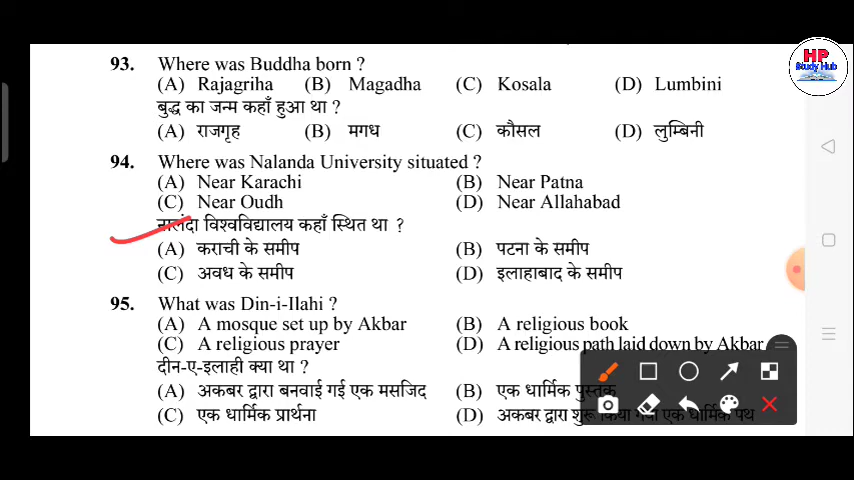 HP
Study Hub
93. Where was Buddha born ?
(A) Rajagriha (B) Magadha (C) Kosala (D) Lumbini
बुद्ध का जन्म कहाँ हुआ था ?
(A) राजगृह (B) मगध (C) कौसल (D) लुम्बिनी
94. Where was Nalanda University situated ?
(A) Near Karachi (B) Near Patna
(C) Near Oudh (D) Near Allahabad
नालंदा विश्वविद्यालय कहाँ स्थित था ?
(A) कराची के समीप (B) पटना के समीप
(C) अवध के समीप (D) इलाहाबाद के समीप
95. What was Din-i-Ilahi ?
(A) A mosque set up by Akbar (B) A religious book
(C) A religious prayer (D) A religious path laid down by Akbar
दीन-ए-इलाही क्या था ?
(A) अकबर द्वारा बनवाई गई एक मसजिद (B) एक धार्मिक पुस्तक
(C) एक धार्मिक प्रार्थना (D) अकबर द्वारा शुरू किया गया एक धार्मिक पथ